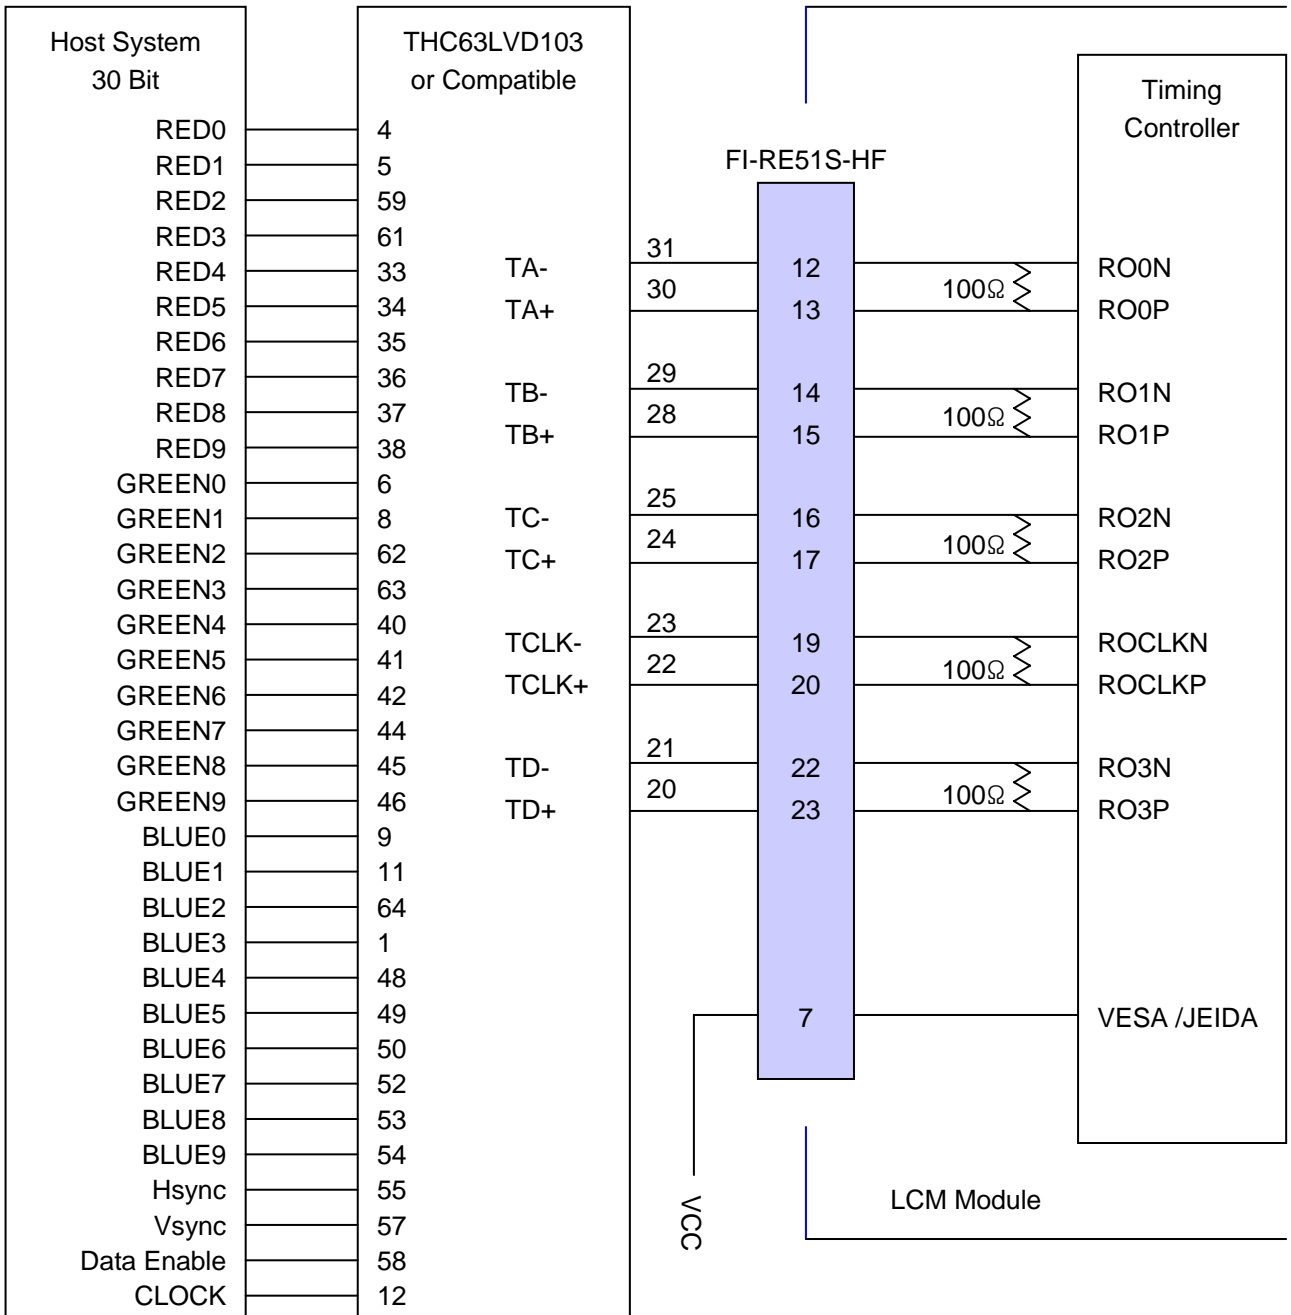 Host System
30 Bit
THC63LVD103
or Compatible
Timing
Controller
FI-RE51S-HF
RED0 4
RED1 5
RED2 59
RED3 61
RED4 33
RED5 34
RED6 35
RED7 36
RED8 37
RED9 38
GREEN0 6
GREEN1 8
GREEN2 62
GREEN3 63
GREEN4 40
GREEN5 41
GREEN6 42
GREEN7 44
GREEN8 45
GREEN9 46
BLUE0 9
BLUE1 11
BLUE2 64
BLUE3 1
BLUE4 48
BLUE5 49
BLUE6 50
BLUE7 52
BLUE8 53
BLUE9 54
Hsync 55
Vsync 57
Data Enable 58
CLOCK 12
TA- 31 12 RO0N
100Ω
TA+ 30 13 RO0P
TB- 29 14 RO1N
100Ω
TB+ 28 15 RO1P
TC- 25 16 RO2N
100Ω
TC+ 24 17 RO2P
TCLK- 23 19 ROCLKN
100Ω
TCLK+ 22 20 ROCLKP
TD- 21 22 RO3N
100Ω
TD+ 20 23 RO3P
7 VESA /JEIDA
VCC
LCM Module